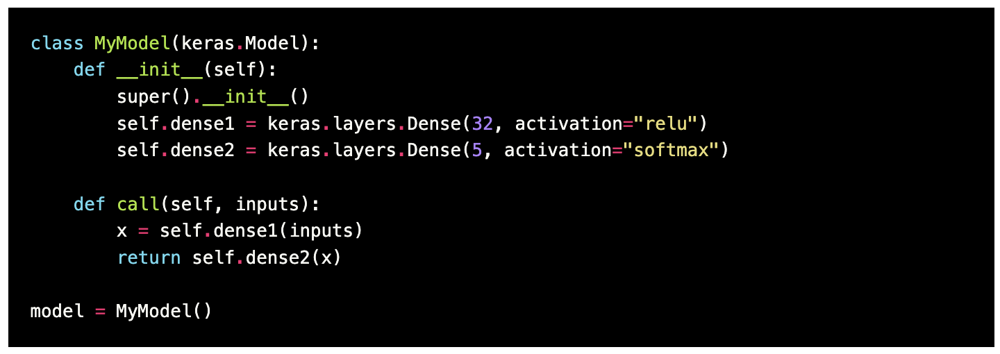 class MyModel(keras.Model):
    def __init__(self):
        super().__init__()
        self.dense1 = keras.layers.Dense(32, activation="relu")
        self.dense2 = keras.layers.Dense(5, activation="softmax")

    def call(self, inputs):
        x = self.dense1(inputs)
        return self.dense2(x)

model = MyModel()